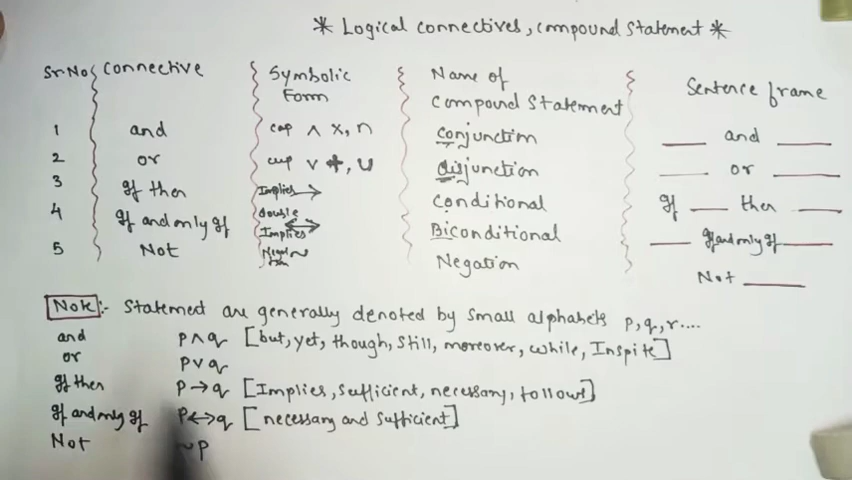 * Logical connectives, compound statement *
Sr.No connective Symbolic Form Name of compound statement Sentence frame
1 and cap ∧ x, n conjunction ___ and ___
2 or cup ∨ +, ∪ disjunction ___ or ___
3 If then Implies → conditional If ___ then ___
4 If and only if double Implies ↔ Biconditional ___ If and only if ___
5 Not ~ Negation Not ___
Note :- Statement are generally denoted by small alphabets p, q, r....
and p ∧ q [but, yet, though, still, moreover, while, Inspite]
or p ∨ q
If then p → q [Implies, sufficient, necessary, follows]
If and only if p ↔ q [necessary and sufficient]
Not ~ p